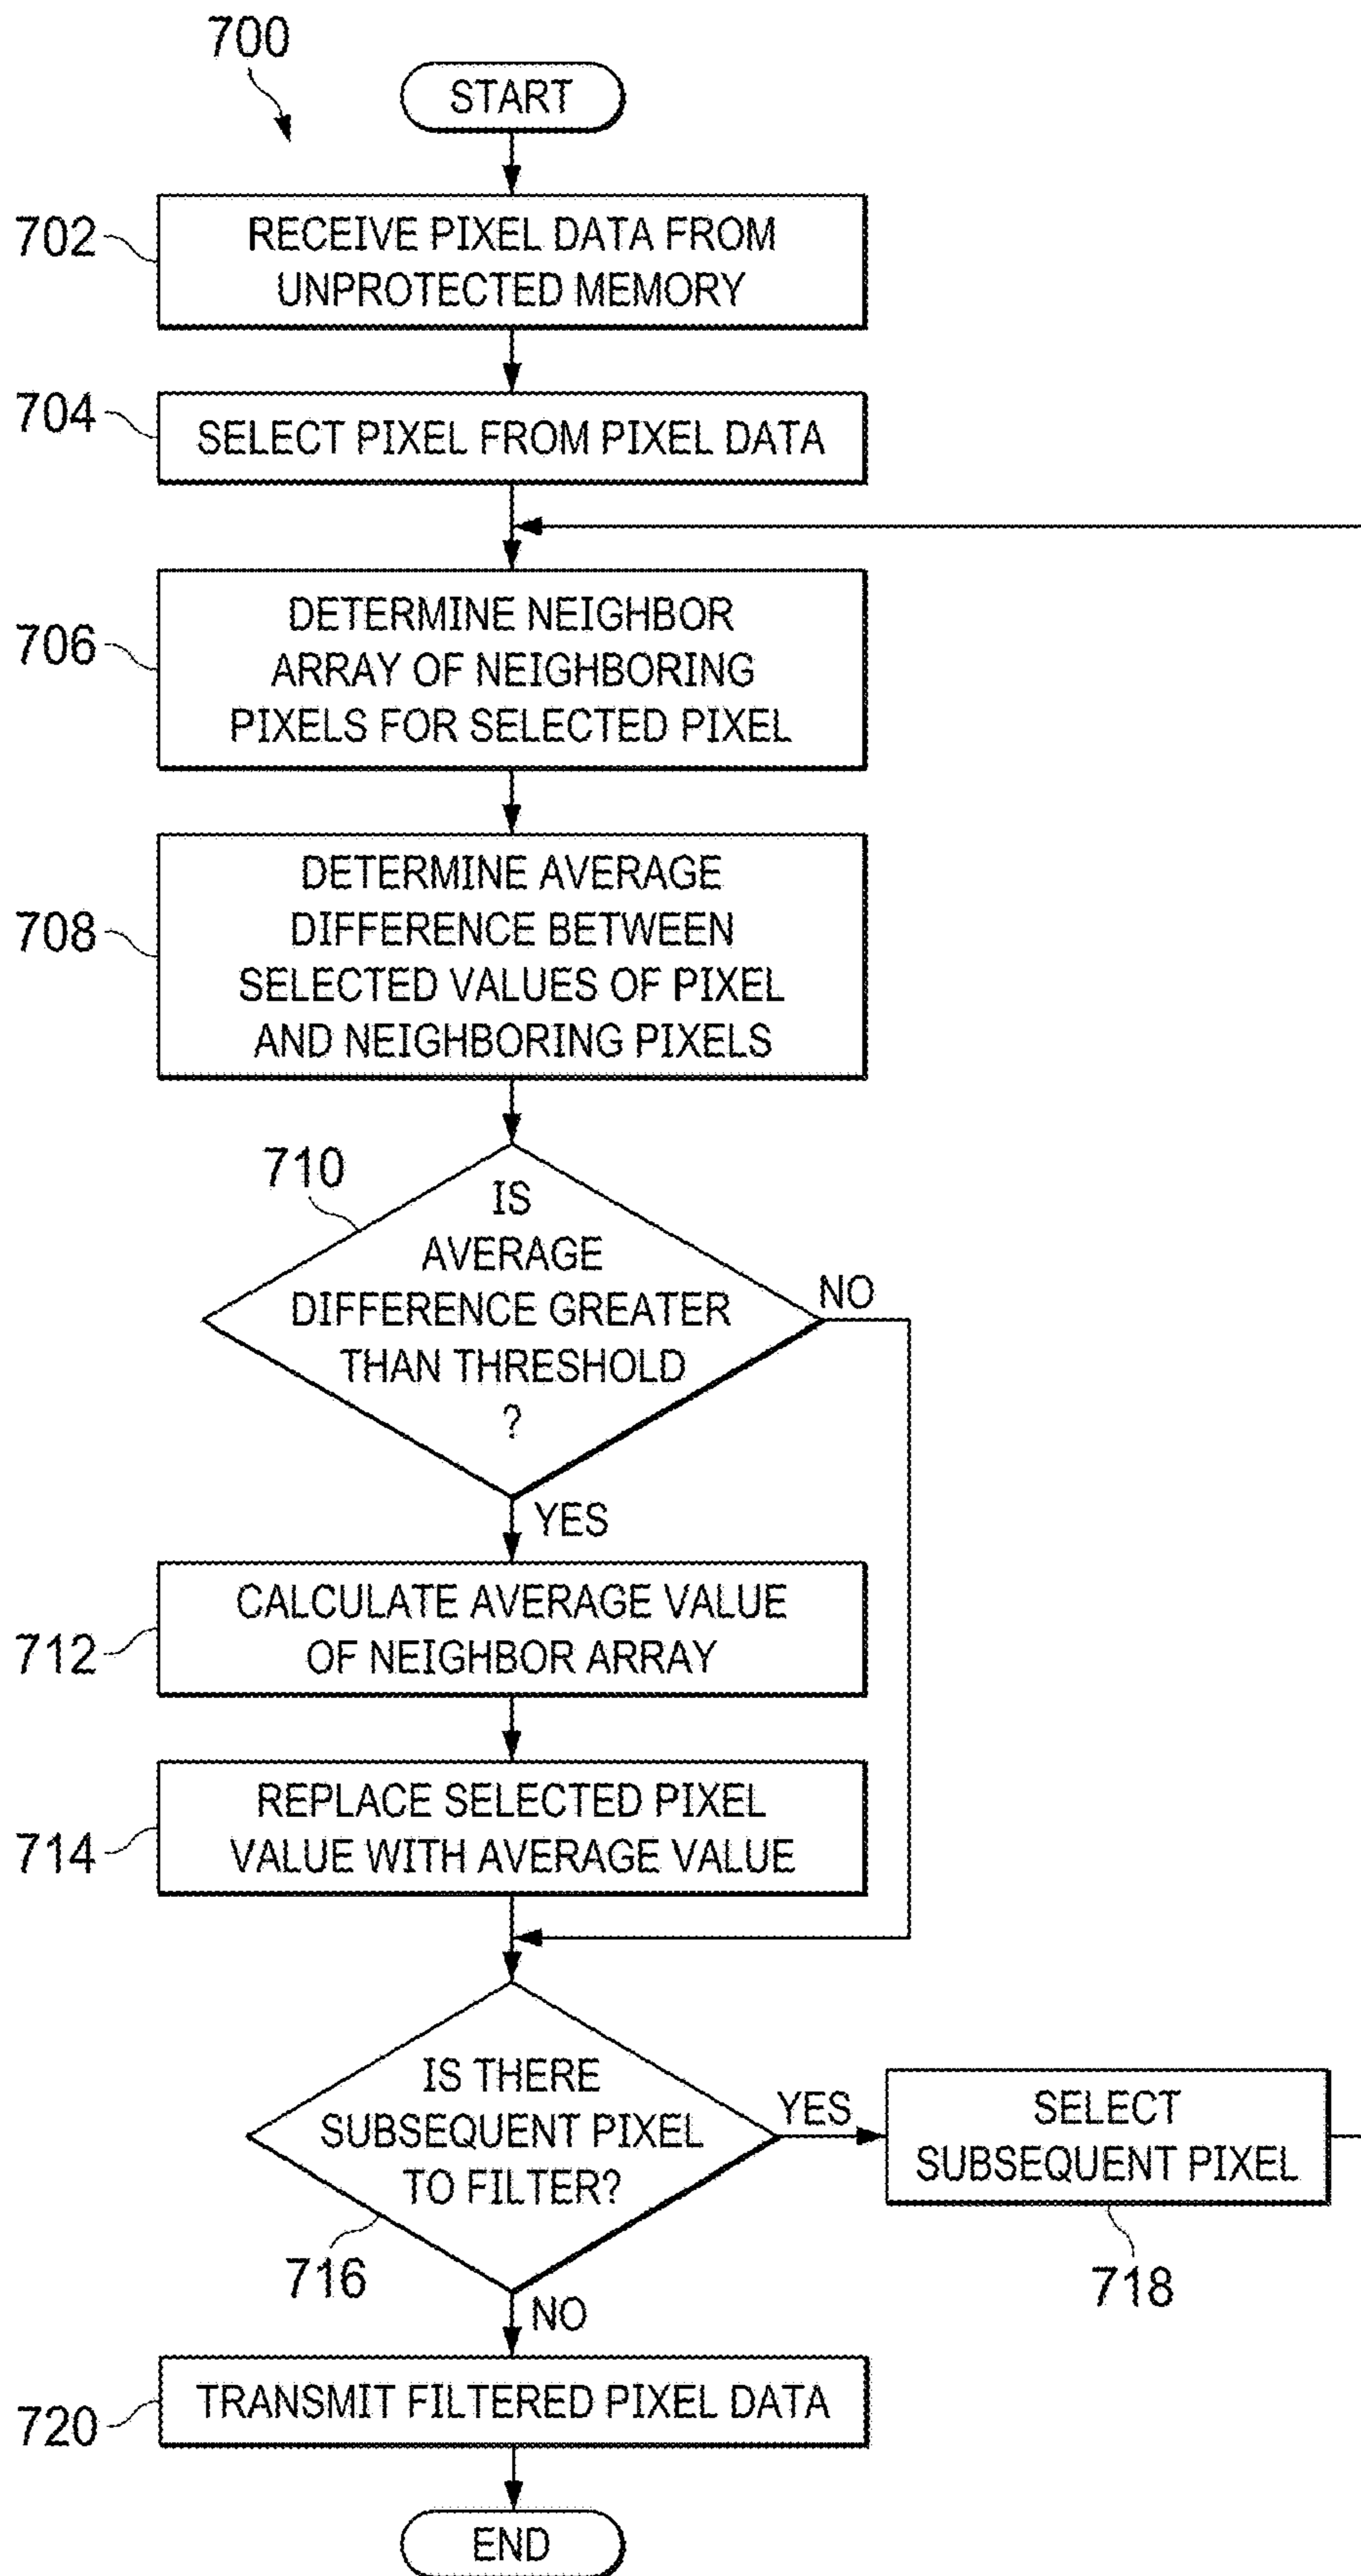 700
START
702
RECEIVE PIXEL DATA FROM
UNPROTECTED MEMORY
704
SELECT PIXEL FROM PIXEL DATA
706
DETERMINE NEIGHBOR
ARRAY OF NEIGHBORING
PIXELS FOR SELECTED PIXEL
708
DETERMINE AVERAGE
DIFFERENCE BETWEEN
SELECTED VALUES OF PIXEL
AND NEIGHBORING PIXELS
710
IS
AVERAGE
DIFFERENCE GREATER
THAN THRESHOLD
?
NO
YES
712
CALCULATE AVERAGE VALUE
OF NEIGHBOR ARRAY
714
REPLACE SELECTED PIXEL
VALUE WITH AVERAGE VALUE
IS THERE
SUBSEQUENT PIXEL
TO FILTER?
716
YES
SELECT
SUBSEQUENT PIXEL
718
NO
720
TRANSMIT FILTERED PIXEL DATA
END